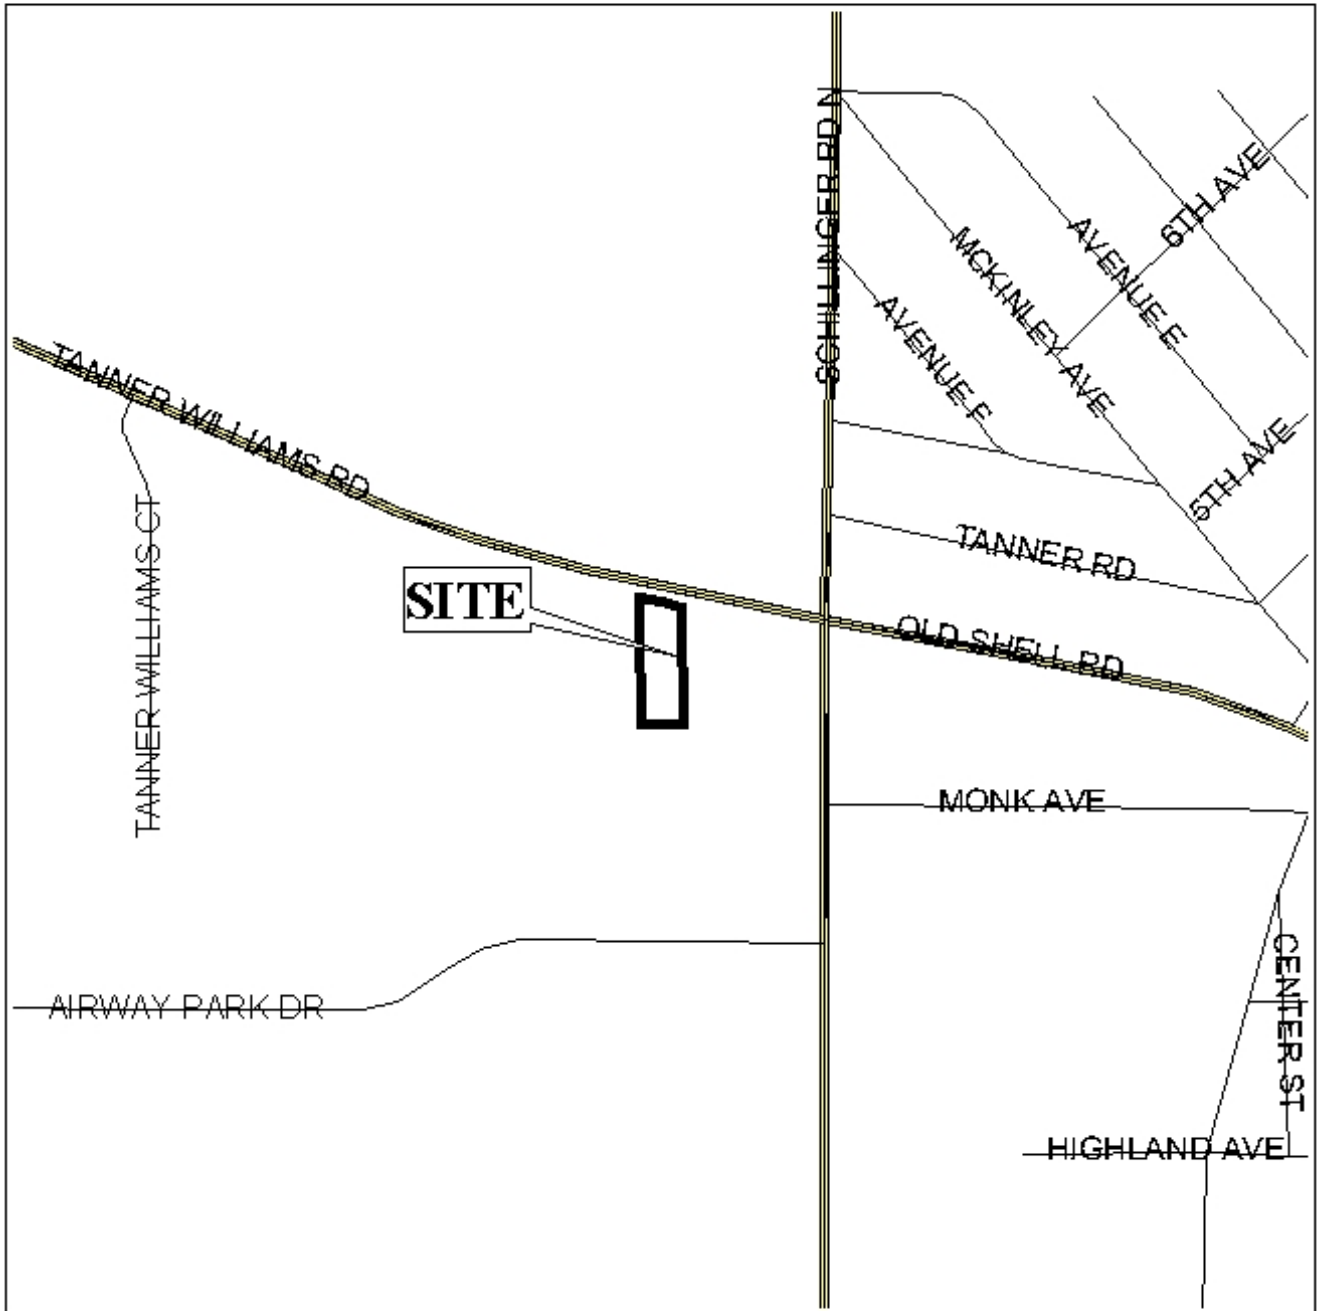 SCHILLINGER RD N
6TH AVE
AVENUE E
MCKINLEY AVE
AVENUE F
TANNER WILLIAMS RD
5TH AVE
TANNER WILLIAMS CT
TANNER RD
SITE
OLD SHELL RD
MONK AVE
CENTER ST
AIRWAY PARK DR
HIGHLAND AVE